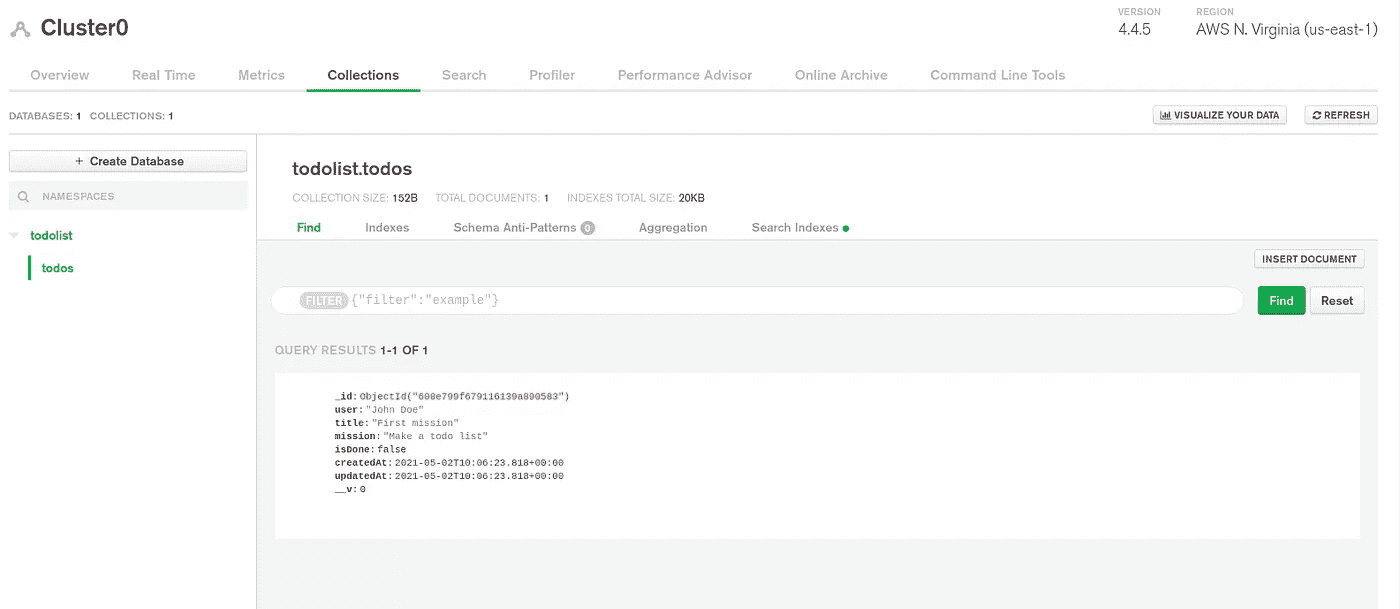 Cluster0
VERSION
4.4.5
REGION
AWS N. Virginia (us-east-1)
Overview Real Time Metrics Collections Search Profiler Performance Advisor Online Archive Command Line Tools
DATABASES: 1 COLLECTIONS: 1
VISUALIZE YOUR DATA
REFRESH
+ Create Database
NAMESPACES
todolist
todos
todolist.todos
COLLECTION SIZE: 152B TOTAL DOCUMENTS: 1 INDEXES TOTAL SIZE: 20KB
Find Indexes Schema Anti-Patterns 0 Aggregation Search Indexes
INSERT DOCUMENT
FILTER {"filter":"example"}
Find
Reset
QUERY RESULTS 1-1 OF 1
_id: ObjectId("608e799f679116139a890583")
user: "John Doe"
title: "First mission"
mission: "Make a todo list"
isDone: false
createdAt: 2021-05-02T10:06:23.818+00:00
updatedAt: 2021-05-02T10:06:23.818+00:00
__v: 0